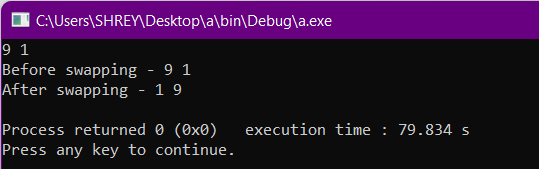 C:\Users\SHREY\Desktop\a\bin\Debug\a.exe
9 1
Before swapping - 9 1
After swapping - 1 9
Process returned 0 (0x0)   execution time : 79.834 s
Press any key to continue.